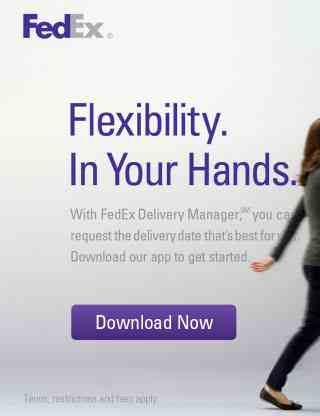 FedEx®
Flexibility.
In Your Hands.
With FedEx Delivery Manager,℠ you can
request the delivery date that's best for you.
Download our app to get started.
Download Now
Terms, restrictions and fees apply.